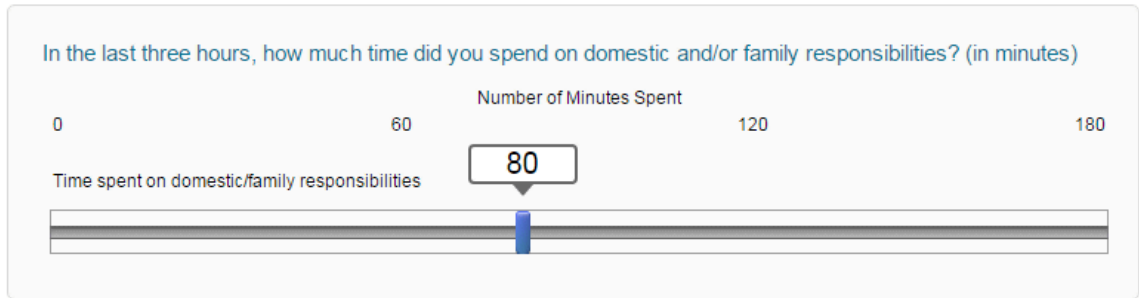 In the last three hours, how much time did you spend on domestic and/or family responsibilities? (in minutes)
Number of Minutes Spent
0 60 120 180
80
Time spent on domestic/family responsibilities